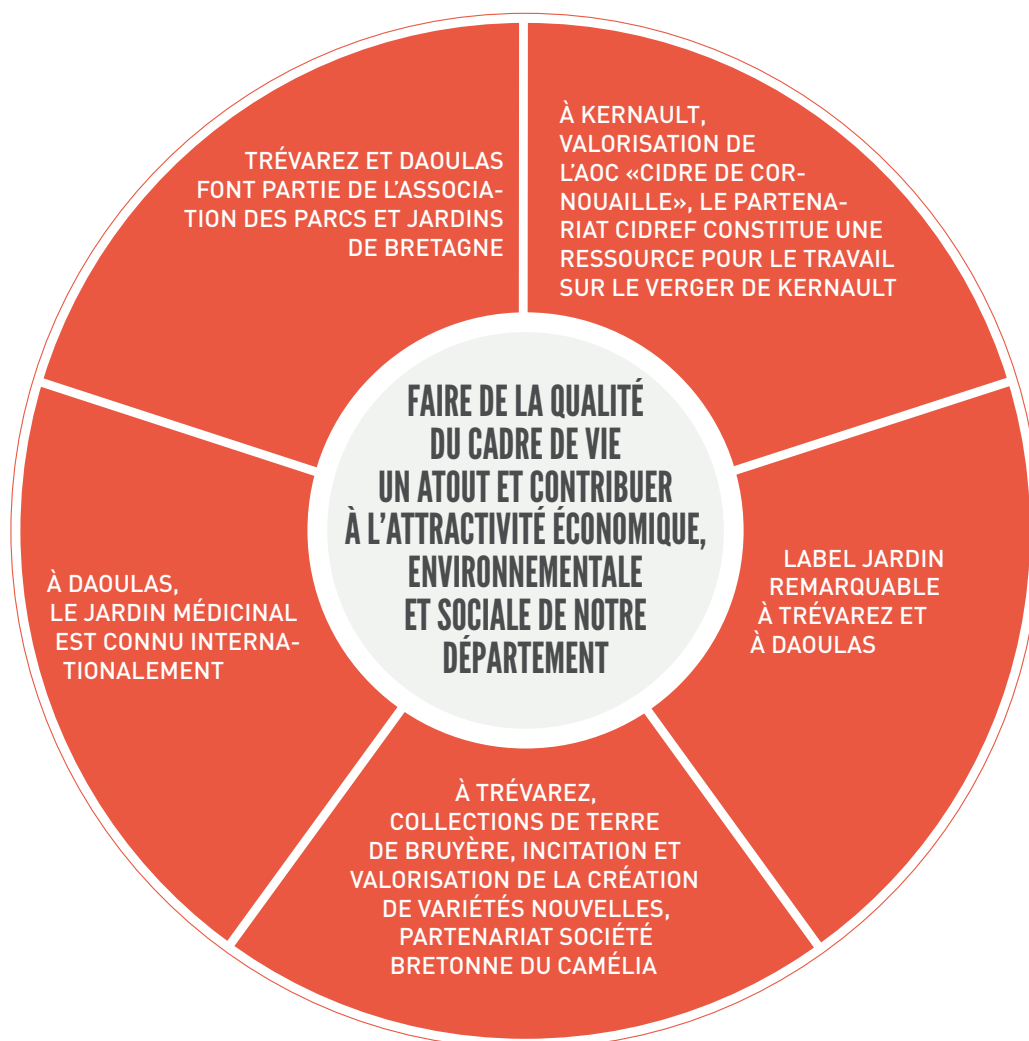 TRÉVAREZ ET DAOULAS
FONT PARTIE DE L'ASSOCIA-
TION DES PARCS ET JARDINS
DE BRETAGNE
À KERNAULT,
VALORISATION DE
L'AOC «CIDRE DE COR-
NOUAILLE», LE PARTENA-
RIAT CIDREF CONSTITUE UNE
RESSOURCE POUR LE TRAVAIL
SUR LE VERGER DE KERNAULT
FAIRE DE LA QUALITÉ
DU CADRE DE VIE
UN ATOUT ET CONTRIBUER
À L'ATTRACTIVITÉ ÉCONOMIQUE,
ENVIRONNEMENTALE
ET SOCIALE DE NOTRE
DÉPARTEMENT
À DAOULAS,
LE JARDIN MÉDICINAL
EST CONNU INTERNA-
TIONALEMENT
LABEL JARDIN
REMARQUABLE
À TRÉVAREZ ET
À DAOULAS
À TRÉVAREZ,
COLLECTIONS DE TERRE
DE BRUYÈRE, INCITATION ET
VALORISATION DE LA CRÉATION
DE VARIÉTÉS NOUVELLES,
PARTENARIAT SOCIÉTÉ
BRETONNE DU CAMÉLIA